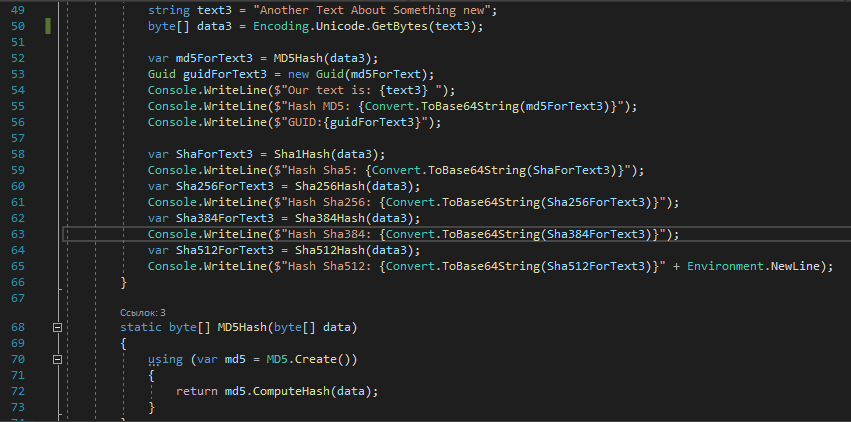 49 string text3 = "Another Text About Something new";
50 byte[] data3 = Encoding.Unicode.GetBytes(text3);
51
52 var md5ForText3 = MD5Hash(data3);
53 Guid guidForText3 = new Guid(md5ForText);
54 Console.WriteLine($"Our text is: {text3} ");
55 Console.WriteLine($"Hash MD5: {Convert.ToBase64String(md5ForText3)}");
56 Console.WriteLine($"GUID:{guidForText3}");
57
58 var ShaForText3 = Sha1Hash(data3);
59 Console.WriteLine($"Hash Sha5: {Convert.ToBase64String(ShaForText3)}");
60 var Sha256ForText3 = Sha256Hash(data3);
61 Console.WriteLine($"Hash Sha256: {Convert.ToBase64String(Sha256ForText3)}");
62 var Sha384ForText3 = Sha384Hash(data3);
63 Console.WriteLine($"Hash Sha384: {Convert.ToBase64String(Sha384ForText3)}");
64 var Sha512ForText3 = Sha512Hash(data3);
65 Console.WriteLine($"Hash Sha512: {Convert.ToBase64String(Sha512ForText3)}" + Environment.NewLine);
66 }
67
Ссылок: 3
68 static byte[] MD5Hash(byte[] data)
69 {
70 using (var md5 = MD5.Create())
71 {
72 return md5.ComputeHash(data);
73 }